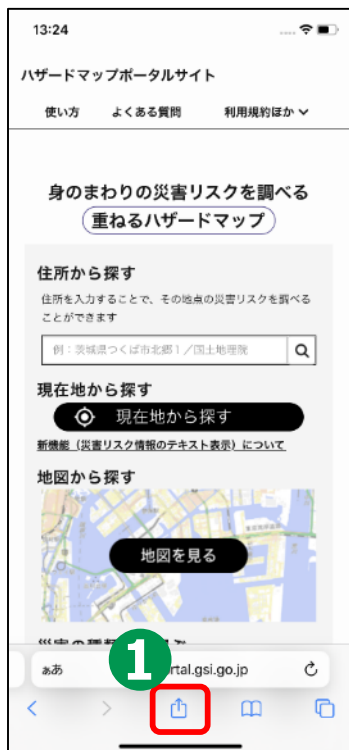 13:24
ハザードマップポータルサイト
使い方 よくある質問 利用規約ほか
身のまわりの災害リスクを調べる
重ねるハザードマップ
住所から探す
住所を入力することで、その地点の災害リスクを調べる
ことができます
例：茨城県つくば市北郷1／国土地理院
現在地から探す
現在地から探す
新機能（災害リスク情報のテキスト表示）について
地図から探す
地図を見る
1
ぁあ rtal.gsi.go.jp